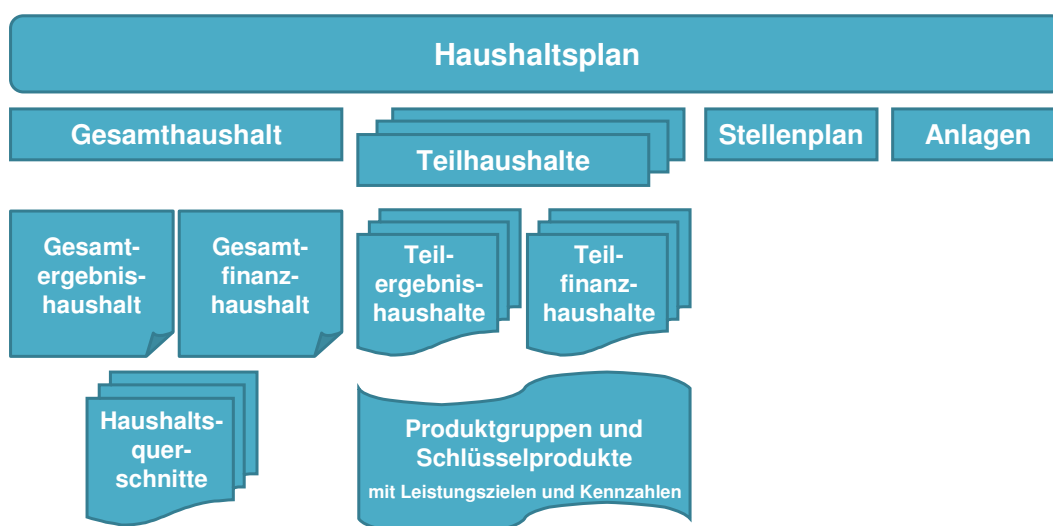 Haushaltsplan
Gesamthaushalt
Teilhaushalte
Stellenplan
Anlagen
Gesamt-
ergebnis-
haushalt
Gesamt-
finanz-
haushalt
Teil-
ergebnis-
haushalte
Teil-
finanz-
haushalte
Haushalts-
quer-
schnitte
Produktgruppen und
Schlüsselprodukte
mit Leistungszielen und Kennzahlen